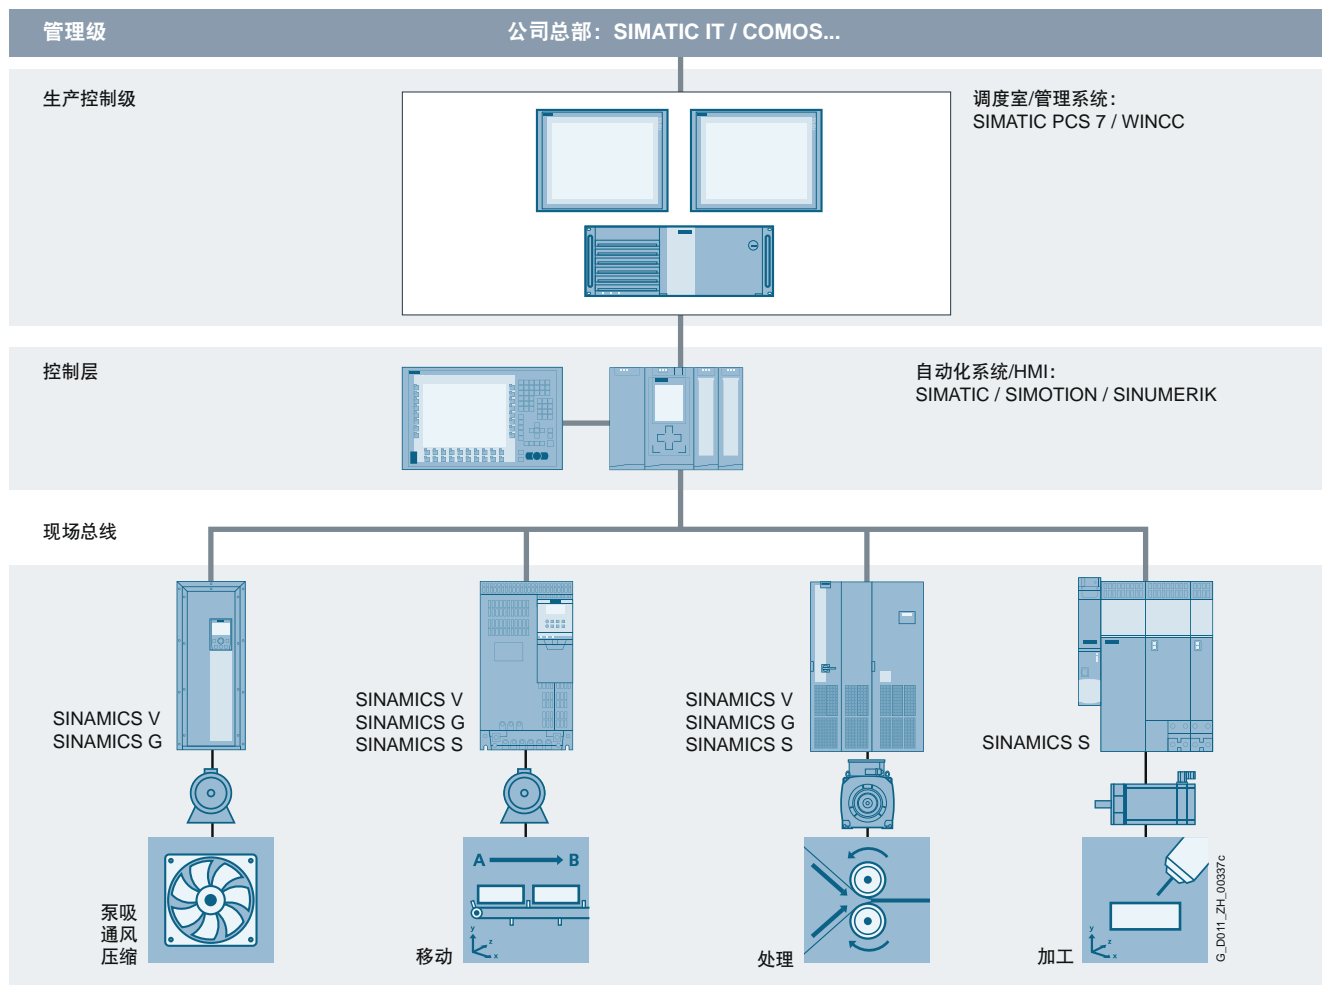 管理级
公司总部：SIMATIC IT / COMOS...
生产控制级
调度室/管理系统：
SIMATIC PCS 7 / WINCC
控制层
自动化系统/HMI：
SIMATIC / SIMOTION / SINUMERIK
现场总线
SINAMICS V
SINAMICS G
SINAMICS V
SINAMICS G
SINAMICS S
SINAMICS V
SINAMICS G
SINAMICS S
SINAMICS S
泵吸
通风
压缩
A
B
y
z
x
移动
处理
y
z
x
加工
G_D011_ZH_00337c